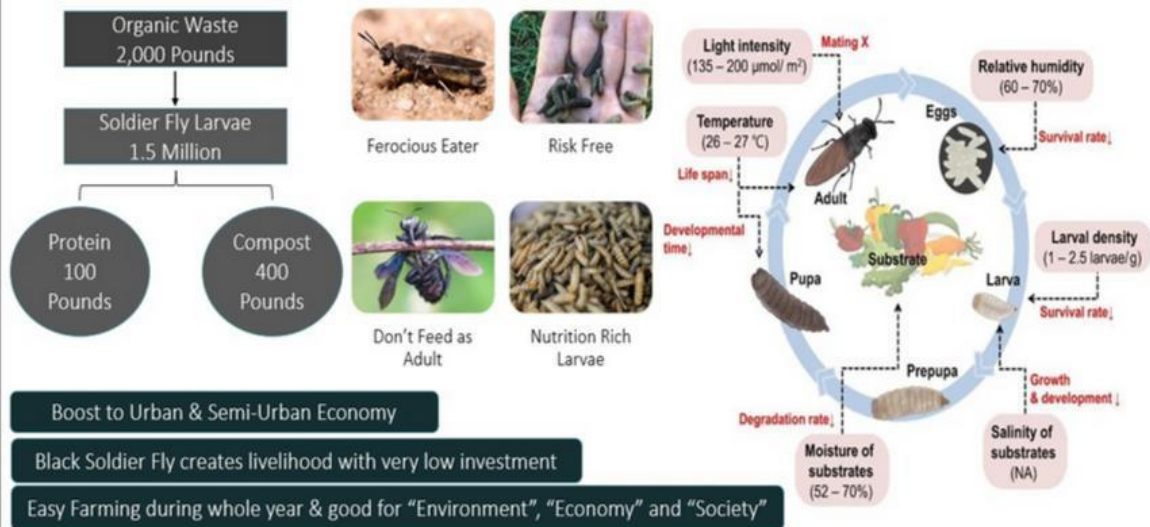 Organic Waste
2,000 Pounds
Soldier Fly Larvae
1.5 Million
Protein
100
Pounds
Compost
400
Pounds
Ferocious Eater
Risk Free
Don't Feed as
Adult
Nutrition Rich
Larvae
Boost to Urban & Semi-Urban Economy
Black Soldier Fly creates livelihood with very low investment
Easy Farming during whole year & good for “Environment”, “Economy” and “Society”
Light intensity
(135 – 200 µmol/ m²)
Mating X
Relative humidity
(60 – 70%)
Eggs
Survival rate↓
Temperature
(26 – 27 ℃)
Life span↓
Adult
Developmental
time↓
Pupa
Substrate
Larval density
(1 – 2.5 larvae/g)
Larva
Survival rate↓
Prepupa
Growth
& development ↓
Degradation rate↓
Moisture of
substrates
(52 – 70%)
Salinity of
substrates
(NA)